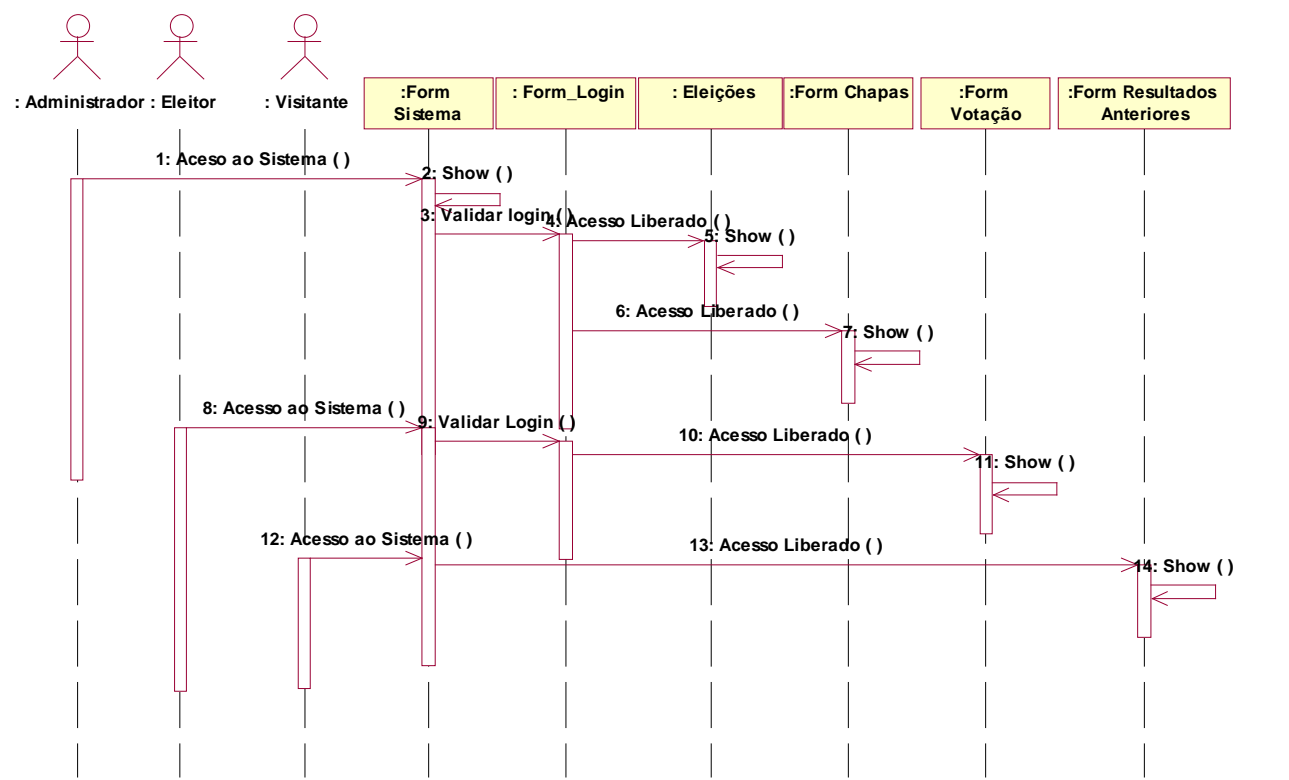 : Administrador
: Eleitor
: Visitante
:Form
Sistema
: Form_Login
: Eleições
:Form Chapas
:Form
Votação
:Form Resultados
Anteriores
1: Aceso ao Sistema ( )
2: Show ( )
3: Validar login ( )
4: Acesso Liberado ( )
5: Show ( )
6: Acesso Liberado ( )
7: Show ( )
8: Acesso ao Sistema ( )
9: Validar Login ( )
10: Acesso Liberado ( )
11: Show ( )
12: Acesso ao Sistema ( )
13: Acesso Liberado ( )
14: Show ( )